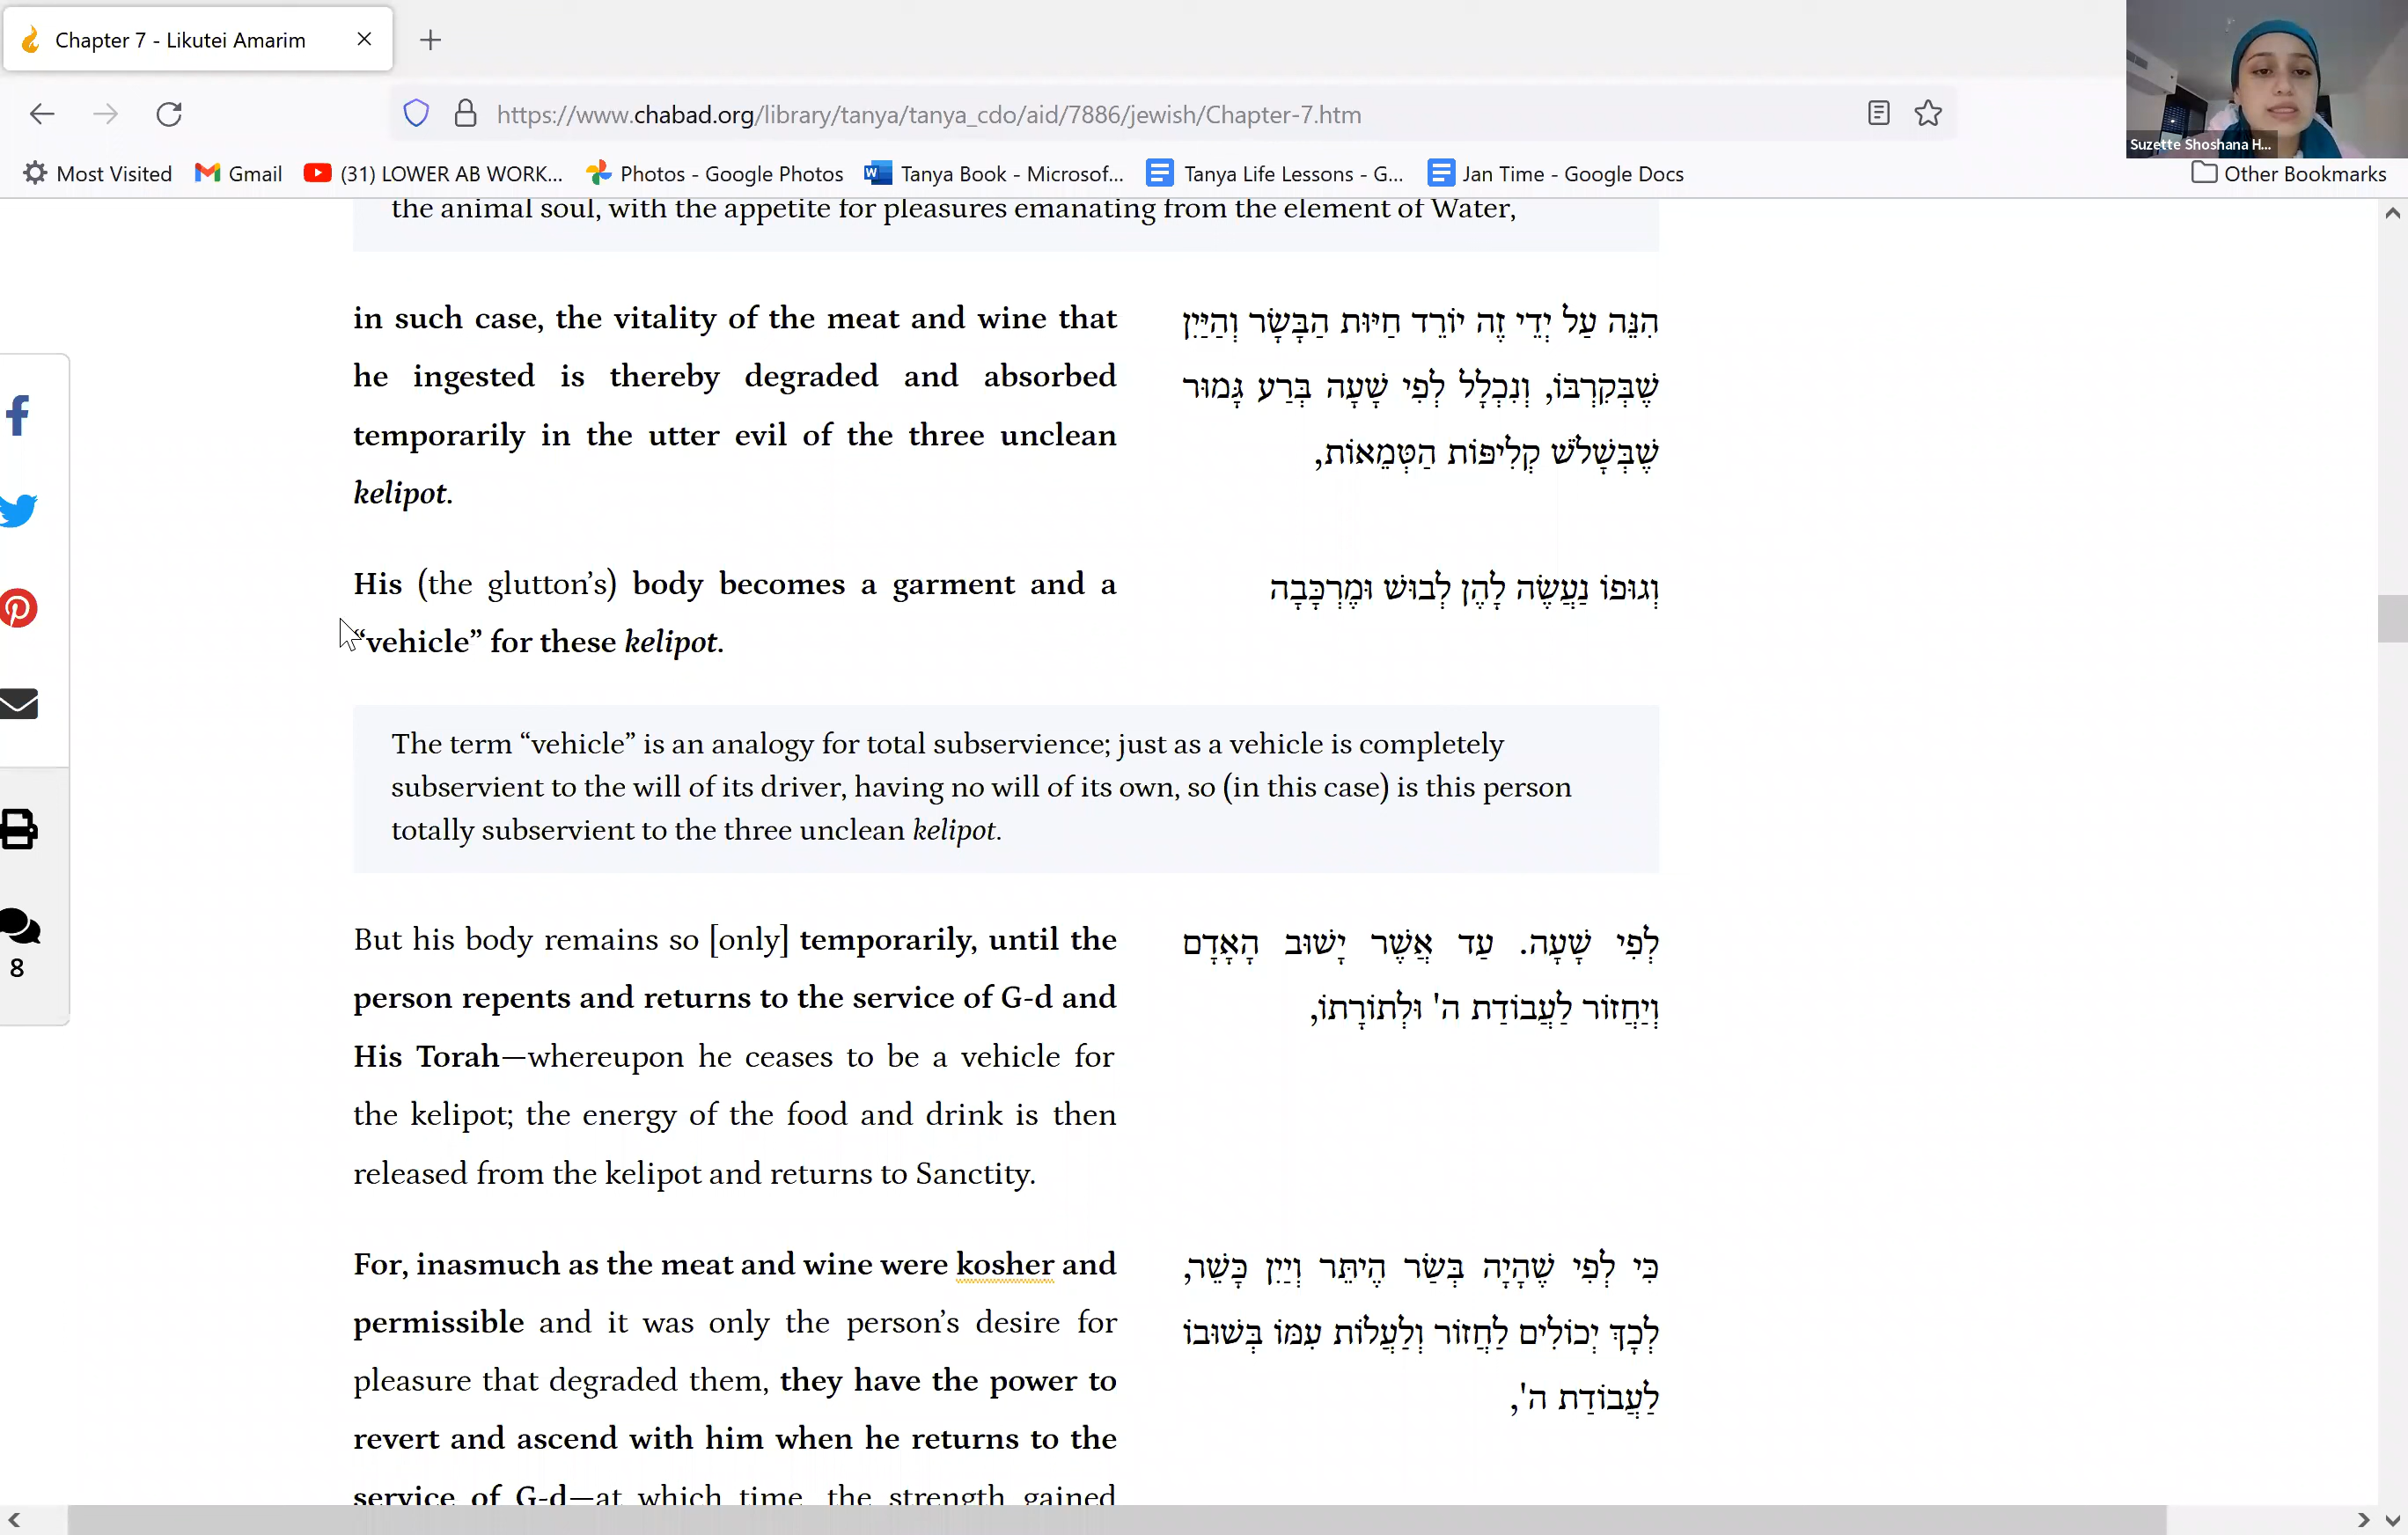 Chapter 7 - Likutei Amarim
https://www.chabad.org/library/tanya/tanya_cdo/aid/7886/jewish/Chapter-7.htm
Suzette Shoshana H...
Most Visited
Gmail
(31) LOWER AB WORK...
Photos - Google Photos
Tanya Book - Microsof...
Tanya Life Lessons - G...
Jan Time - Google Docs
Other Bookmarks
the animal soul, with the appetite for pleasures emanating from the element of Water,
in such case, the vitality of the meat and wine that
he ingested is thereby degraded and absorbed
temporarily in the utter evil of the three unclean
kelipot.
הִנֵּה עַל יְדֵי זֶה יוֹרֵד חַיּוּת הַבָּשָׂר וְהַיַּיִן
שֶׁבְּקִרְבּוֹ, וְנִכְלָל לְפִי שָׁעָה בְּרַע גָּמוּר
שֶׁבְּשָׁלֹשׁ קְלִיפּוֹת הַטְּמֵאוֹת,
His (the glutton’s) body becomes a garment and a
“vehicle” for these kelipot.
וְגוּפוֹ נַעֲשֶׂה לָהֶן לְבוּשׁ וּמֶרְכָּבָה
The term “vehicle” is an analogy for total subservience; just as a vehicle is completely
subservient to the will of its driver, having no will of its own, so (in this case) is this person
totally subservient to the three unclean kelipot.
But his body remains so [only] temporarily, until the
person repents and returns to the service of G-d and
His Torah—whereupon he ceases to be a vehicle for
the kelipot; the energy of the food and drink is then
released from the kelipot and returns to Sanctity.
לְפִי שָׁעָה. עַד אֲשֶׁר יָשׁוּב הָאָדָם
וְיַחֲזוֹר לַעֲבוֹדַת ה' וּלְתוֹרָתוֹ,
For, inasmuch as the meat and wine were kosher and
permissible and it was only the person’s desire for
pleasure that degraded them, they have the power to
revert and ascend with him when he returns to the
service of G-d—at which time, the strength gained
כִּי לְפִי שֶׁהָיָה בְּשַׂר הֶיתֵּר וְיַיִן כָּשֵׁר,
לְכָךְ יְכוֹלִים לַחֲזוֹר וְלַעֲלוֹת עִמּוֹ בְּשׁוּבוֹ
לַעֲבוֹדַת ה',
8